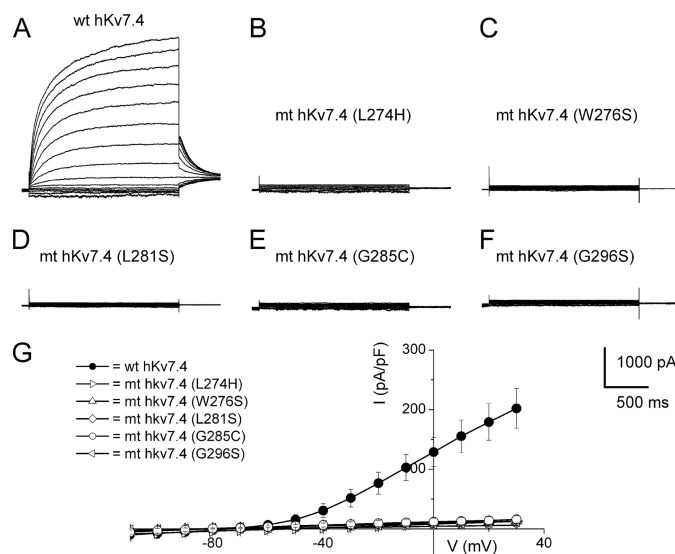 A
wt hKv7.4
B
mt hKv7.4 (L274H)
C
mt hKv7.4 (W276S)
D
mt hKv7.4 (L281S)
E
mt hKv7.4 (G285C)
F
mt hKv7.4 (G296S)
G
= wt hKv7.4
= mt hkv7.4 (L274H)
= mt hkv7.4 (W276S)
= mt hkv7.4 (L281S)
= mt hkv7.4 (G285C)
= mt hkv7.4 (G296S)
I (pA/pF)
300
200
100
-80
-40
40
V (mV)
1000 pA
500 ms